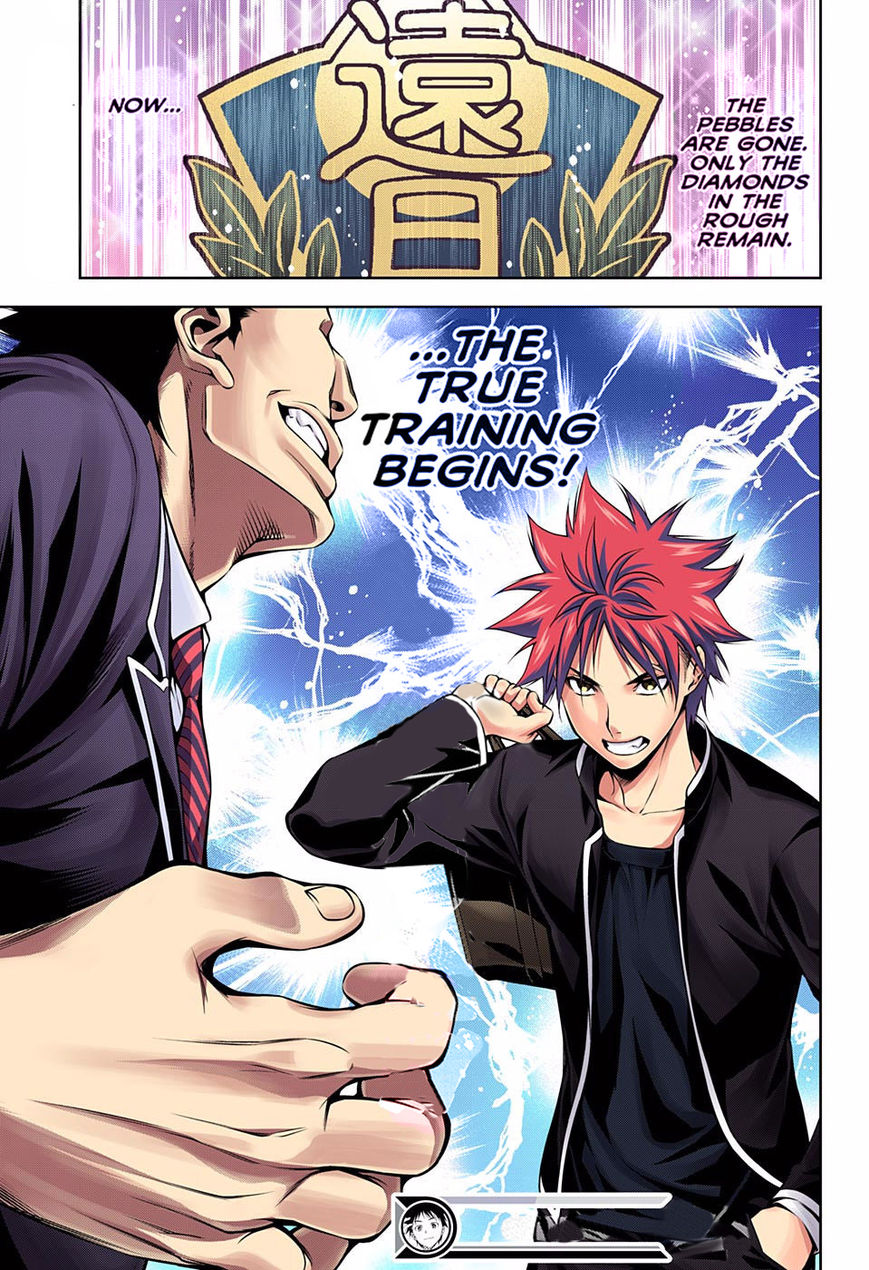 THE
PEBBLES
ARE GONE.
ONLY THE
DIAMONDS
IN THE
ROUGH
REMAIN.
NOW...
遠
月
...THE
TRUE
TRAINING
BEGINS!